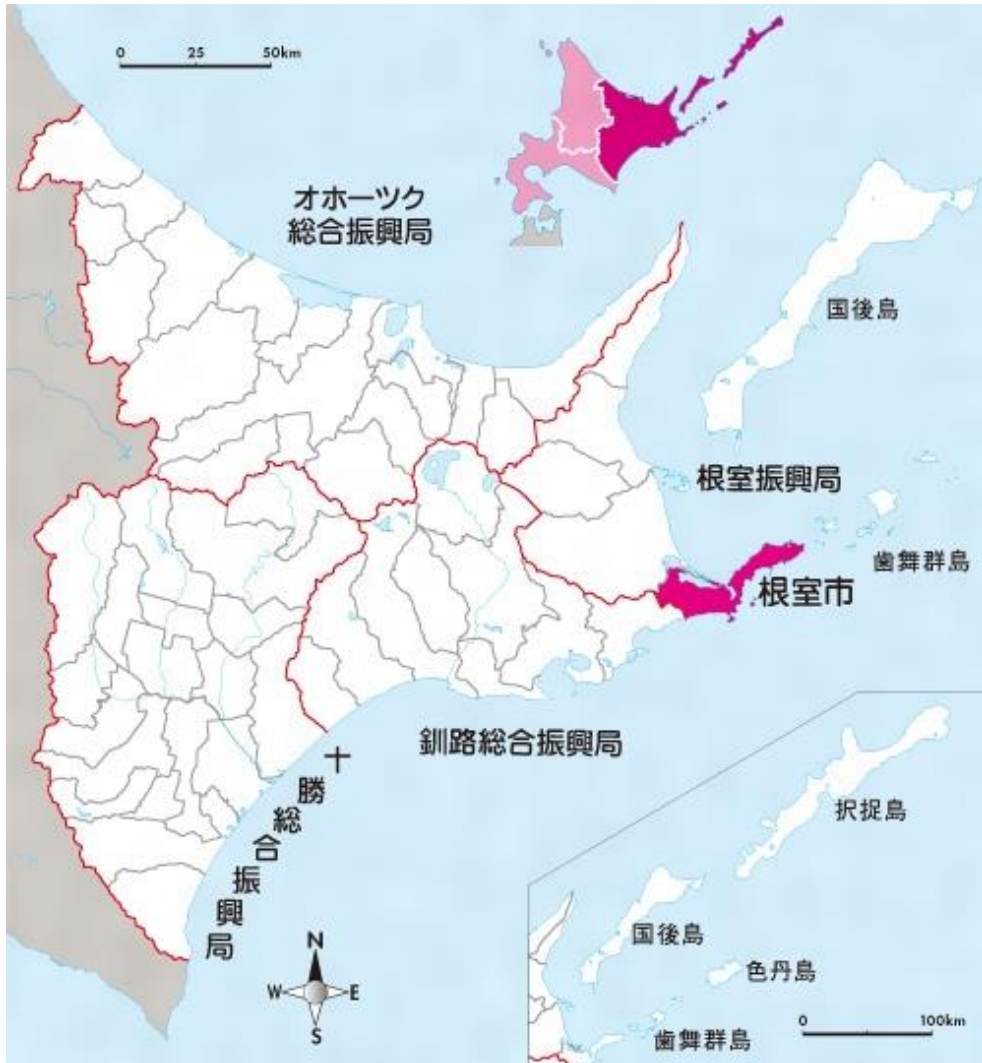 0 25 50km
オホーツク
総合振興局
国後島
根室振興局
歯舞群島
根室市
釧路総合振興局
十勝総合振興局
N
W E
S
択捉島
国後島
色丹島
歯舞群島
0 100km